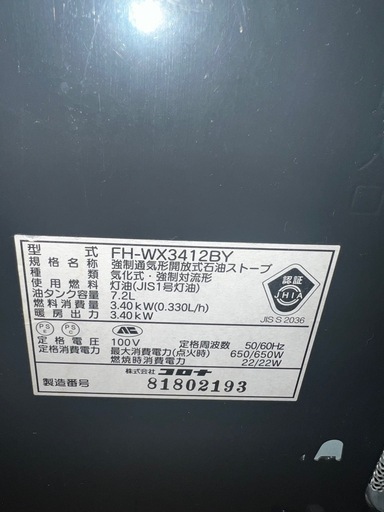 型 式 FH-WX3412BY
規格名称 強制通気形開放式石油ストーブ
気化式・強制対流形
使用燃料 灯油(JIS1号灯油)
油タンク容量 7.2L
燃料消費量 3.40kW(0.330L/h)
暖房出力 3.40kW
認証
JHIA
JIS S 2036
PS E
PS C
定格電圧 100V 定格周波数 50/60Hz
定格消費電力 最大消費電力(点火時) 650/650W
燃焼時消費電力 22/22W
株式会社 コロナ
製造番号 81802193